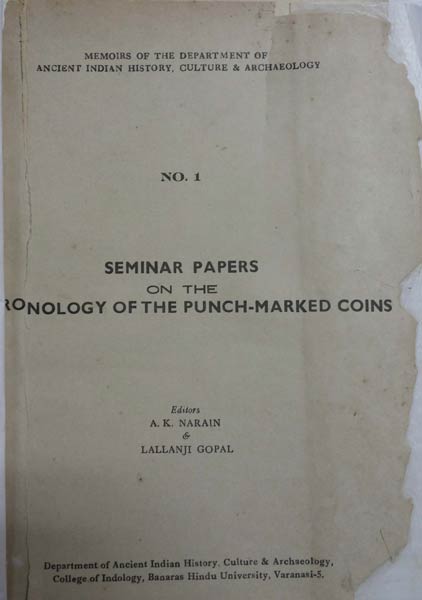 MEMOIRS OF THE DEPARTMENT OF
ANCIENT INDIAN HISTORY, CULTURE & ARCHAEOLOGY
NO. 1
SEMINAR PAPERS
ON THE
RONOLOGY OF THE PUNCH-MARKED COINS
Editors
A. K. NARAIN
&
LALLANJI GOPAL
Department of Ancient Indian History, Culture & Archaeology,
College of Indology, Banaras Hindu University, Varanasi-5.